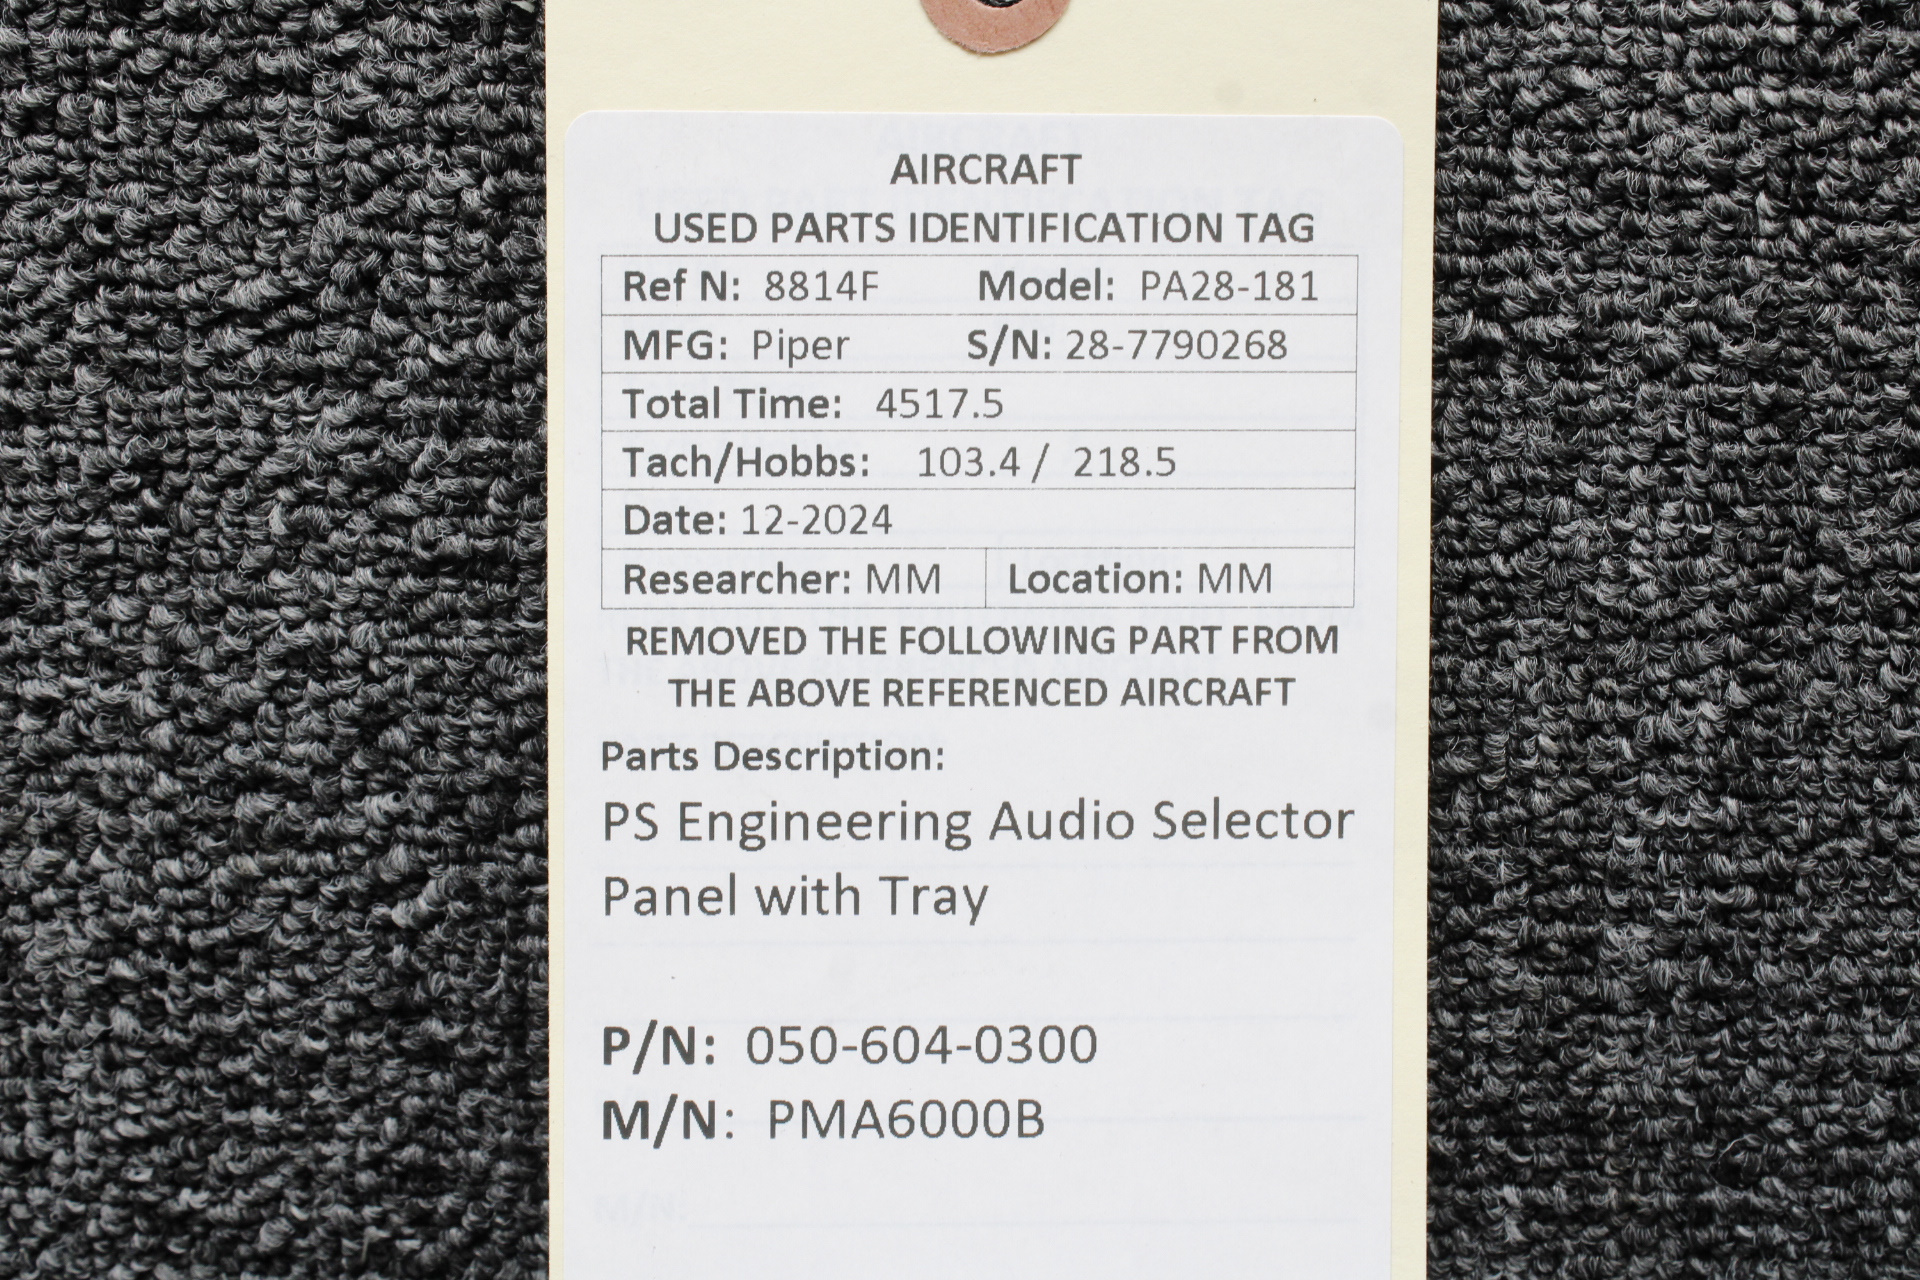 AIRCRAFT
USED PARTS IDENTIFICATION TAG
Ref N: 8814F Model: PA28-181
MFG: Piper S/N: 28-7790268
Total Time: 4517.5
Tach/Hobbs: 103.4 / 218.5
Date: 12-2024
Researcher: MM Location: MM
REMOVED THE FOLLOWING PART FROM
THE ABOVE REFERENCED AIRCRAFT
Parts Description:
PS Engineering Audio Selector
Panel with Tray
P/N: 050-604-0300
M/N: PMA6000B
M/N: